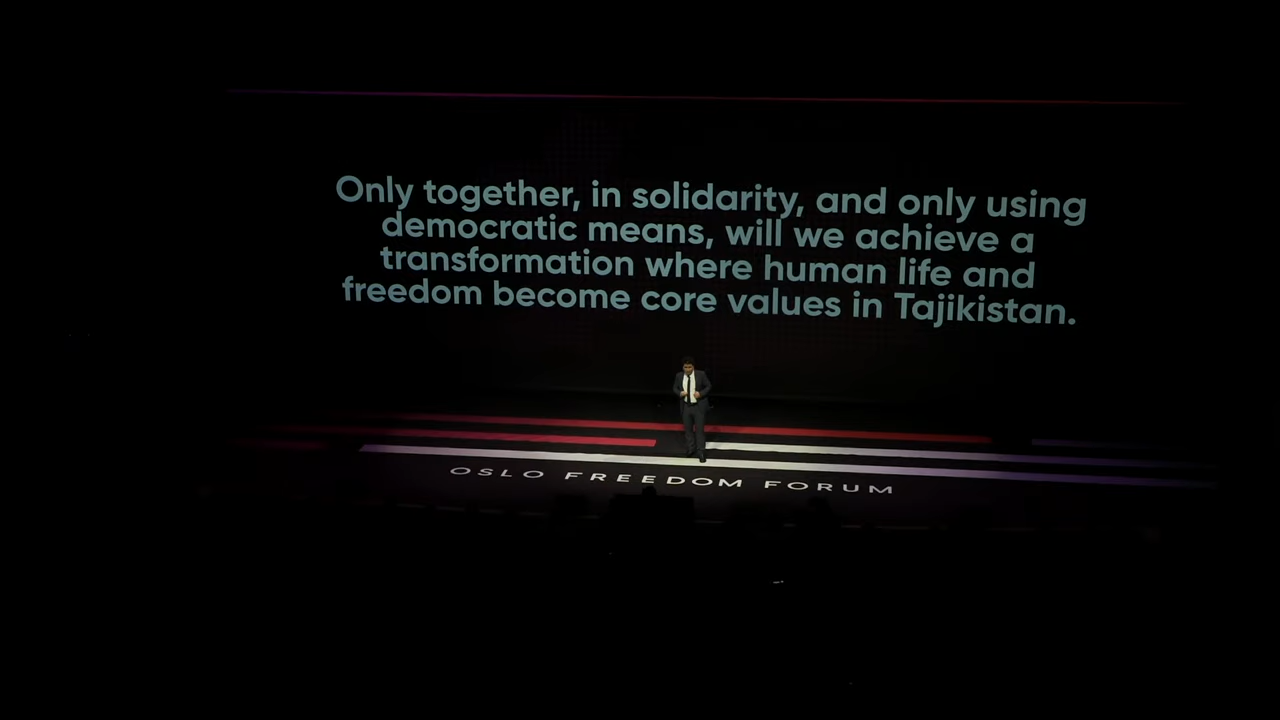 Only together, in solidarity, and only using
democratic means, will we achieve a
transformation where human life and
freedom become core values in Tajikistan.
OSLO FREEDOM FORUM